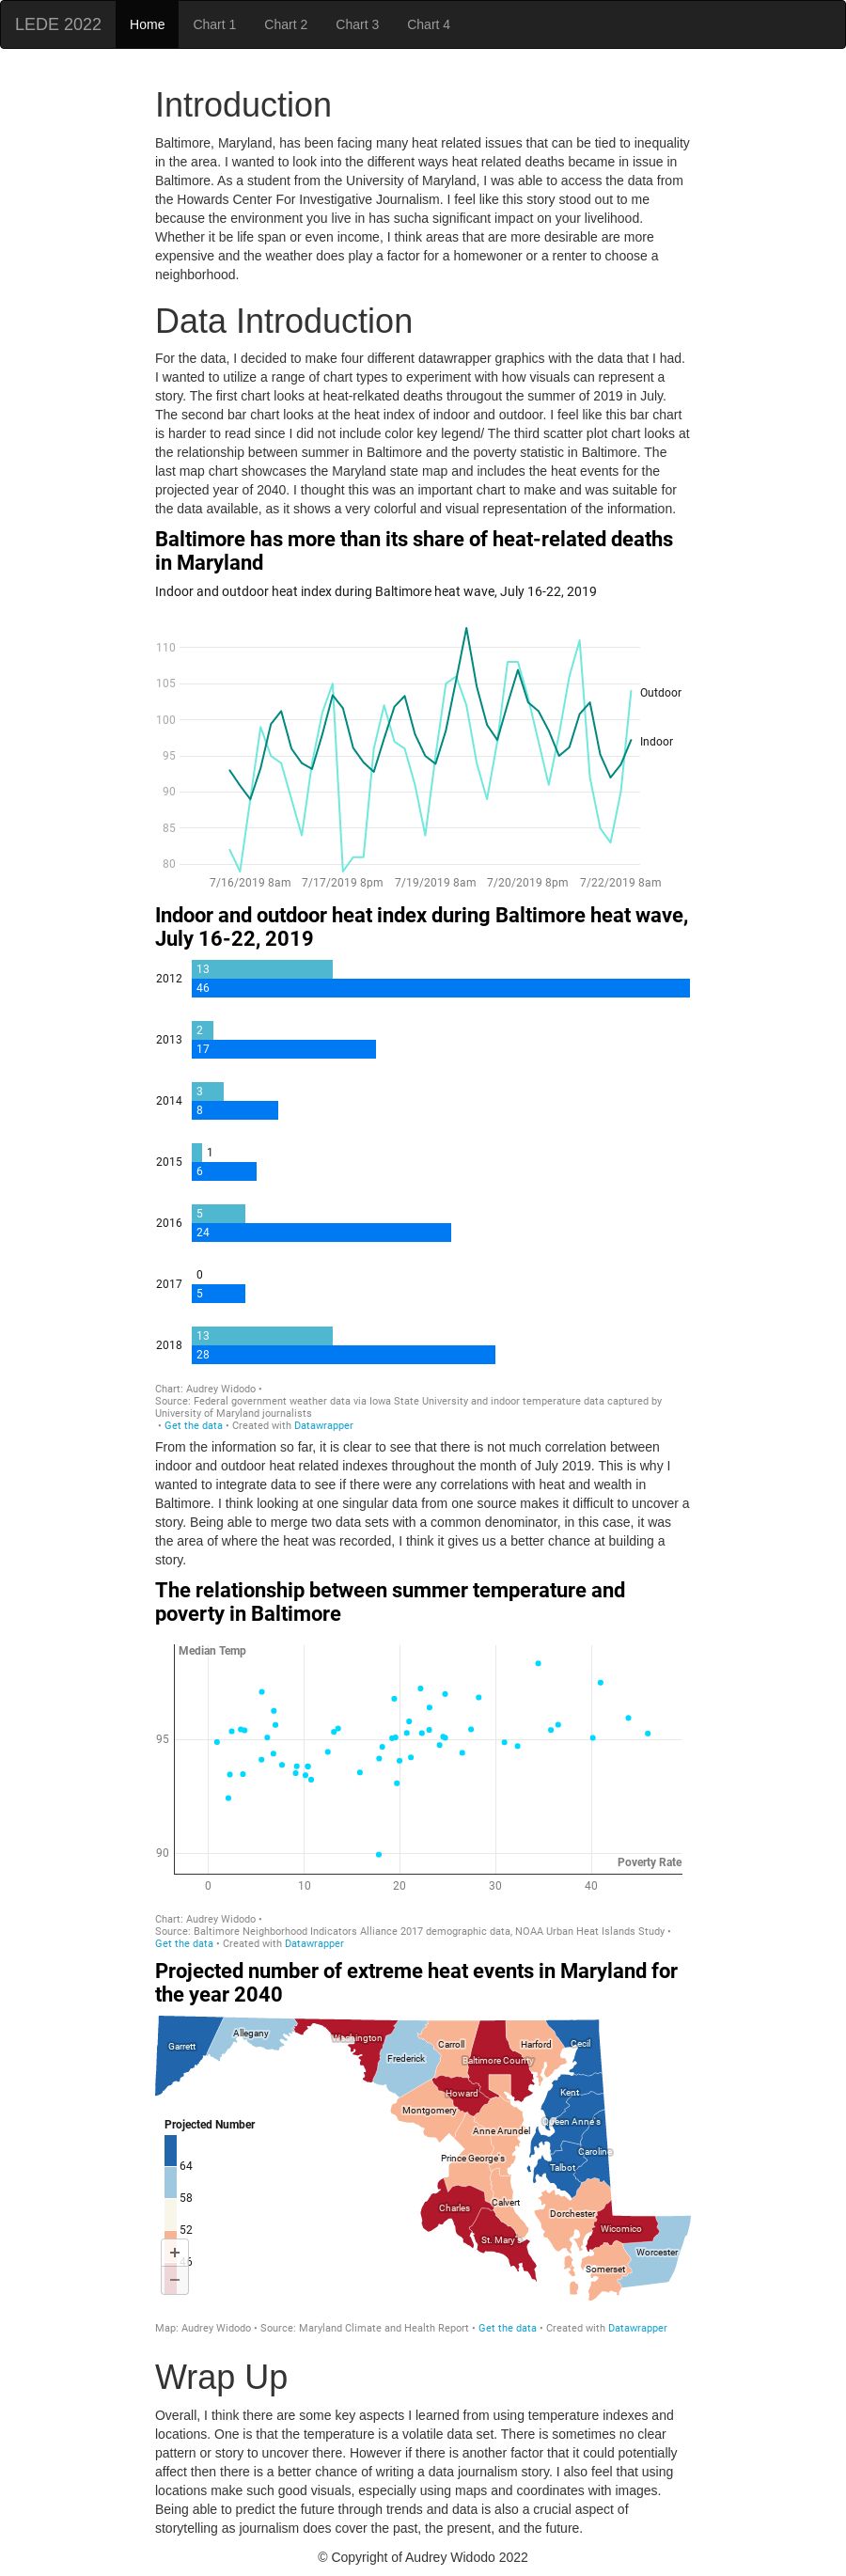 LEDE 2022 Home Chart 1 Chart 2 Chart 3 Chart 4
Introduction
Baltimore, Maryland, has been facing many heat related issues that can be tied to inequality
in the area. I wanted to look into the different ways heat related deaths became in issue in
Baltimore. As a student from the University of Maryland, I was able to access the data from
the Howards Center For Investigative Journalism. I feel like this story stood out to me
because the environment you live in has sucha significant impact on your livelihood.
Whether it be life span or even income, I think areas that are more desirable are more
expensive and the weather does play a factor for a homewoner or a renter to choose a
neighborhood.
Data Introduction
For the data, I decided to make four different datawrapper graphics with the data that I had.
I wanted to utilize a range of chart types to experiment with how visuals can represent a
story. The first chart looks at heat-relkated deaths througout the summer of 2019 in July.
The second bar chart looks at the heat index of indoor and outdoor. I feel like this bar chart
is harder to read since I did not include color key legend/ The third scatter plot chart looks at
the relationship between summer in Baltimore and the poverty statistic in Baltimore. The
last map chart showcases the Maryland state map and includes the heat events for the
projected year of 2040. I thought this was an important chart to make and was suitable for
the data available, as it shows a very colorful and visual representation of the information.
Baltimore has more than its share of heat-related deaths
in Maryland
Indoor and outdoor heat index during Baltimore heat wave, July 16-22, 2019
110
105
Outdoor
100
Indoor
95
90
85
80
7/16/2019 8am 7/17/2019 8pm 7/19/2019 8am 7/20/2019 8pm 7/22/2019 8am
Indoor and outdoor heat index during Baltimore heat wave,
July 16-22, 2019
13
2012
46
2
2013
17
3
2014
8
1
2015
6
5
2016
24
0
2017
5
13
2018
28
Chart: Audrey Widodo •
Source: Federal government weather data via Iowa State University and indoor temperature data captured by
University of Maryland journalists
• Get the data • Created with Datawrapper
From the information so far, it is clear to see that there is not much correlation between
indoor and outdoor heat related indexes throughout the month of July 2019. This is why I
wanted to integrate data to see if there were any correlations with heat and wealth in
Baltimore. I think looking at one singular data from one source makes it difficult to uncover a
story. Being able to merge two data sets with a common denominator, in this case, it was
the area of where the heat was recorded, I think it gives us a better chance at building a
story.
The relationship between summer temperature and
poverty in Baltimore
Median Temp
95
90
Poverty Rate
0 10 20 30 40
Chart: Audrey Widodo •
Source: Baltimore Neighborhood Indicators Alliance 2017 demographic data, NOAA Urban Heat Islands Study •
Get the data • Created with Datawrapper
Projected number of extreme heat events in Maryland for
the year 2040
Garrett
Allegany
Washington
Frederick
Carroll
Baltimore County
Harford
Cecil
Howard
Kent
Montgomery
Queen Anne's
Anne Arundel
Prince George's
Caroline
Talbot
Charles
Calvert
Dorchester
St. Mary's
Wicomico
Worcester
Somerset
Projected Number
64
58
52
+
−
Map: Audrey Widodo • Source: Maryland Climate and Health Report • Get the data • Created with Datawrapper
Wrap Up
Overall, I think there are some key aspects I learned from using temperature indexes and
locations. One is that the temperature is a volatile data set. There is sometimes no clear
pattern or story to uncover there. However if there is another factor that it could potentially
affect then there is a better chance of writing a data journalism story. I also feel that using
locations make such good visuals, especially using maps and coordinates with images.
Being able to predict the future through trends and data is also a crucial aspect of
storytelling as journalism does cover the past, the present, and the future.
© Copyright of Audrey Widodo 2022